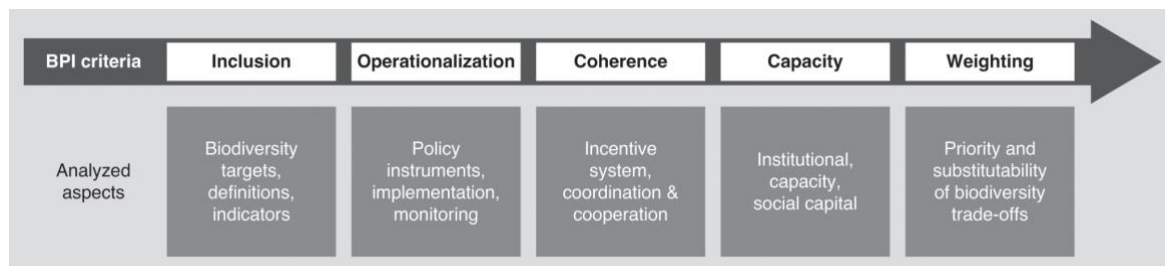 BPI criteria
Inclusion
Operationalization
Coherence
Capacity
Weighting
Analyzed
aspects
Biodiversity
targets,
definitions,
indicators
Policy
instruments,
implementation,
monitoring
Incentive
system,
coordination &
cooperation
Institutional,
capacity,
social capital
Priority and
substitutability
of biodiversity
trade-offs